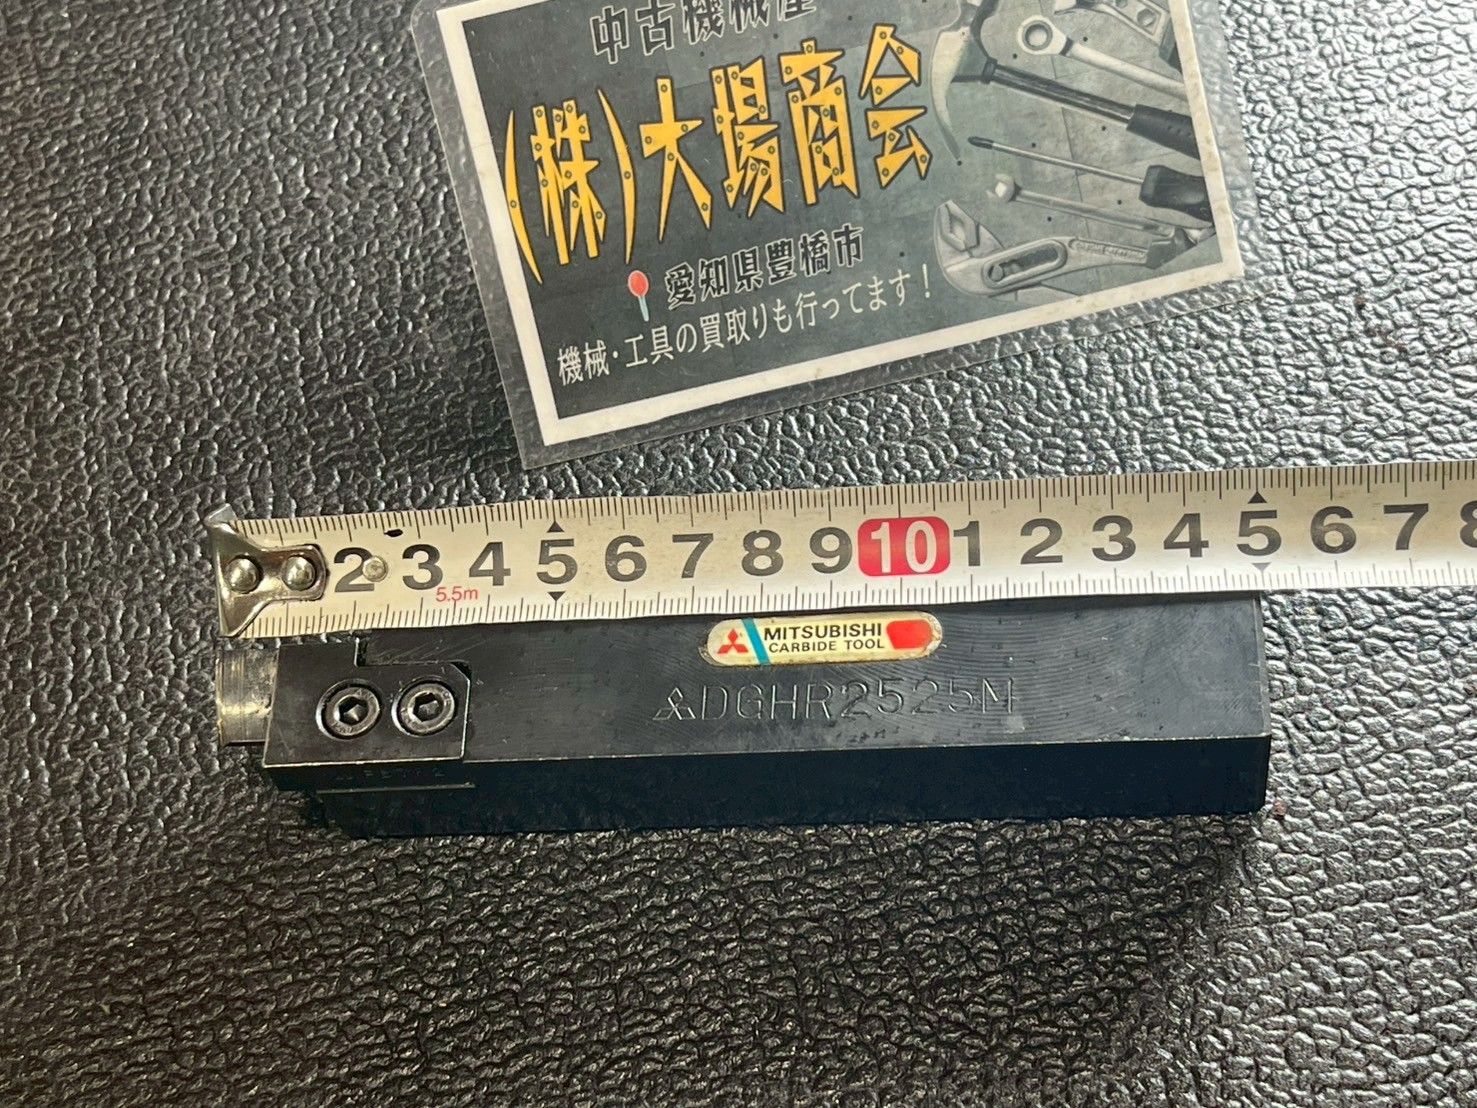 中古機械屋
(株)大場商会
愛知県豊橋市
機械・工具の買取りも行ってます！
2 3 4 5 6 7 8 9 10 1 2 3 4 5 6 7 8
5.5m
MITSUBISHI
CARBIDE TOOL
DGHR2525M